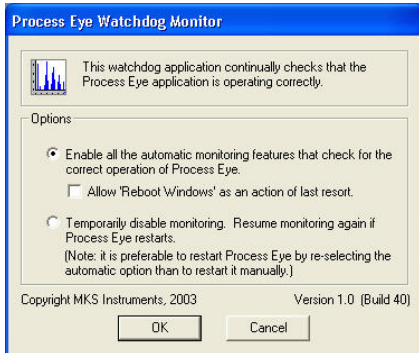 Process Eye Watchdog Monitor
This watchdog application continually checks that the
Process Eye application is operating correctly.
Options
Enable all the automatic monitoring features that check for the
correct operation of Process Eye.
Allow 'Reboot Windows' as an action of last resort.
Temporarily disable monitoring. Resume monitoring again if
Process Eye restarts.
(Note: it is preferable to restart Process Eye by re-selecting the
automatic option than to restart it manually.)
Copyright MKS Instruments, 2003 Version 1.0 (Build 40)
OK Cancel